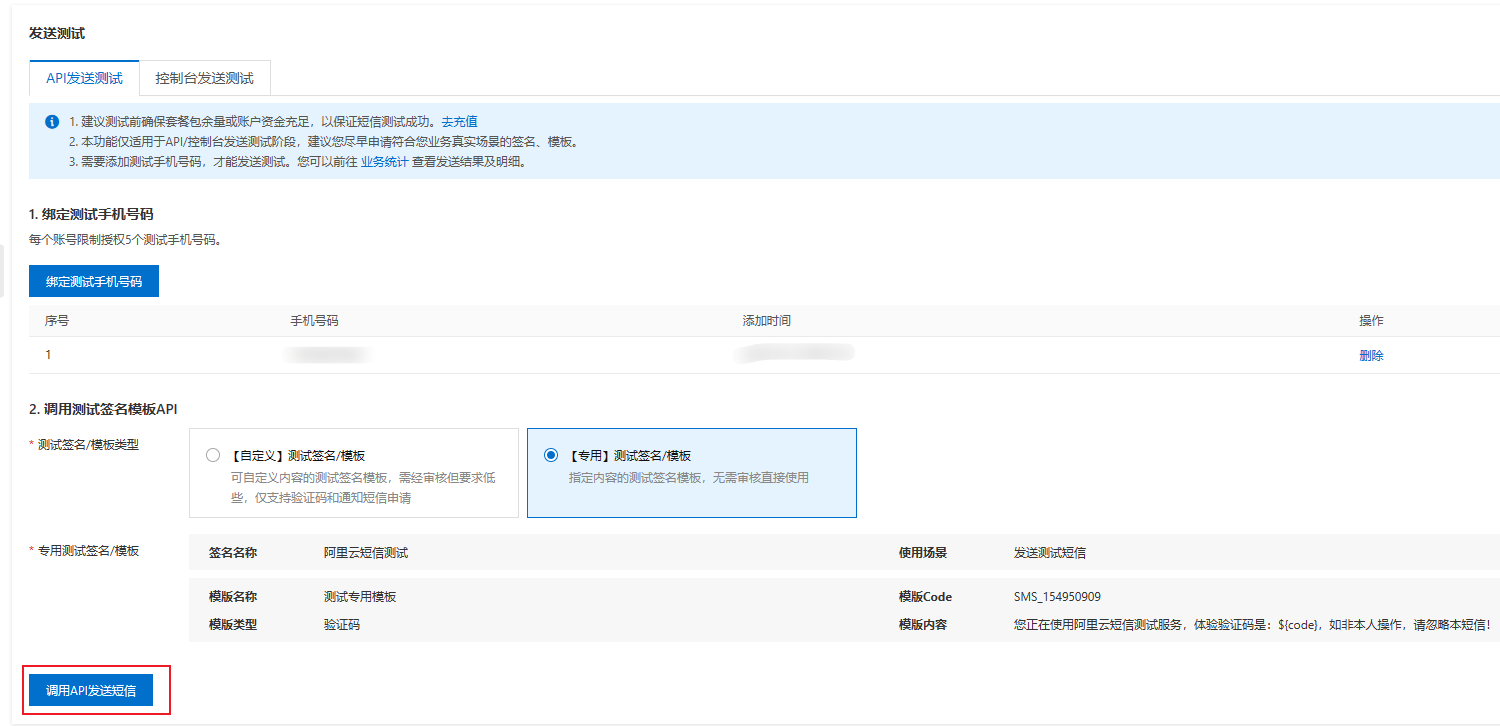 发送测试
API发送测试 控制台发送测试
1. 建议测试前确保套餐包余量或账户资金充足，以保证短信测试成功。去充值
2. 本功能仅适用于API/控制台发送测试阶段，建议您尽早申请符合您业务真实场景的签名、模板。
3. 需要添加测试手机号码，才能发送测试。您可以前往 业务统计 查看发送结果及明细。
1. 绑定测试手机号码
每个账号限制授权5个测试手机号码。
绑定测试手机号码
序号 手机号码 添加时间 操作
1 删除
2. 调用测试签名模板API
* 测试签名/模板类型
【自定义】测试签名/模板
可自定义内容的测试签名模板，需经审核但要求低
些，仅支持验证码和通知短信申请
【专用】测试签名/模板
指定内容的测试签名模板，无需审核直接使用
* 专用测试签名/模板
签名名称 阿里云短信测试 使用场景 发送测试短信
模版名称 测试专用模板 模版Code SMS_154950909
模版类型 验证码 模版内容 您正在使用阿里云短信测试服务，体验验证码是：${code}，如非本人操作，请忽略本短信！
调用API发送短信